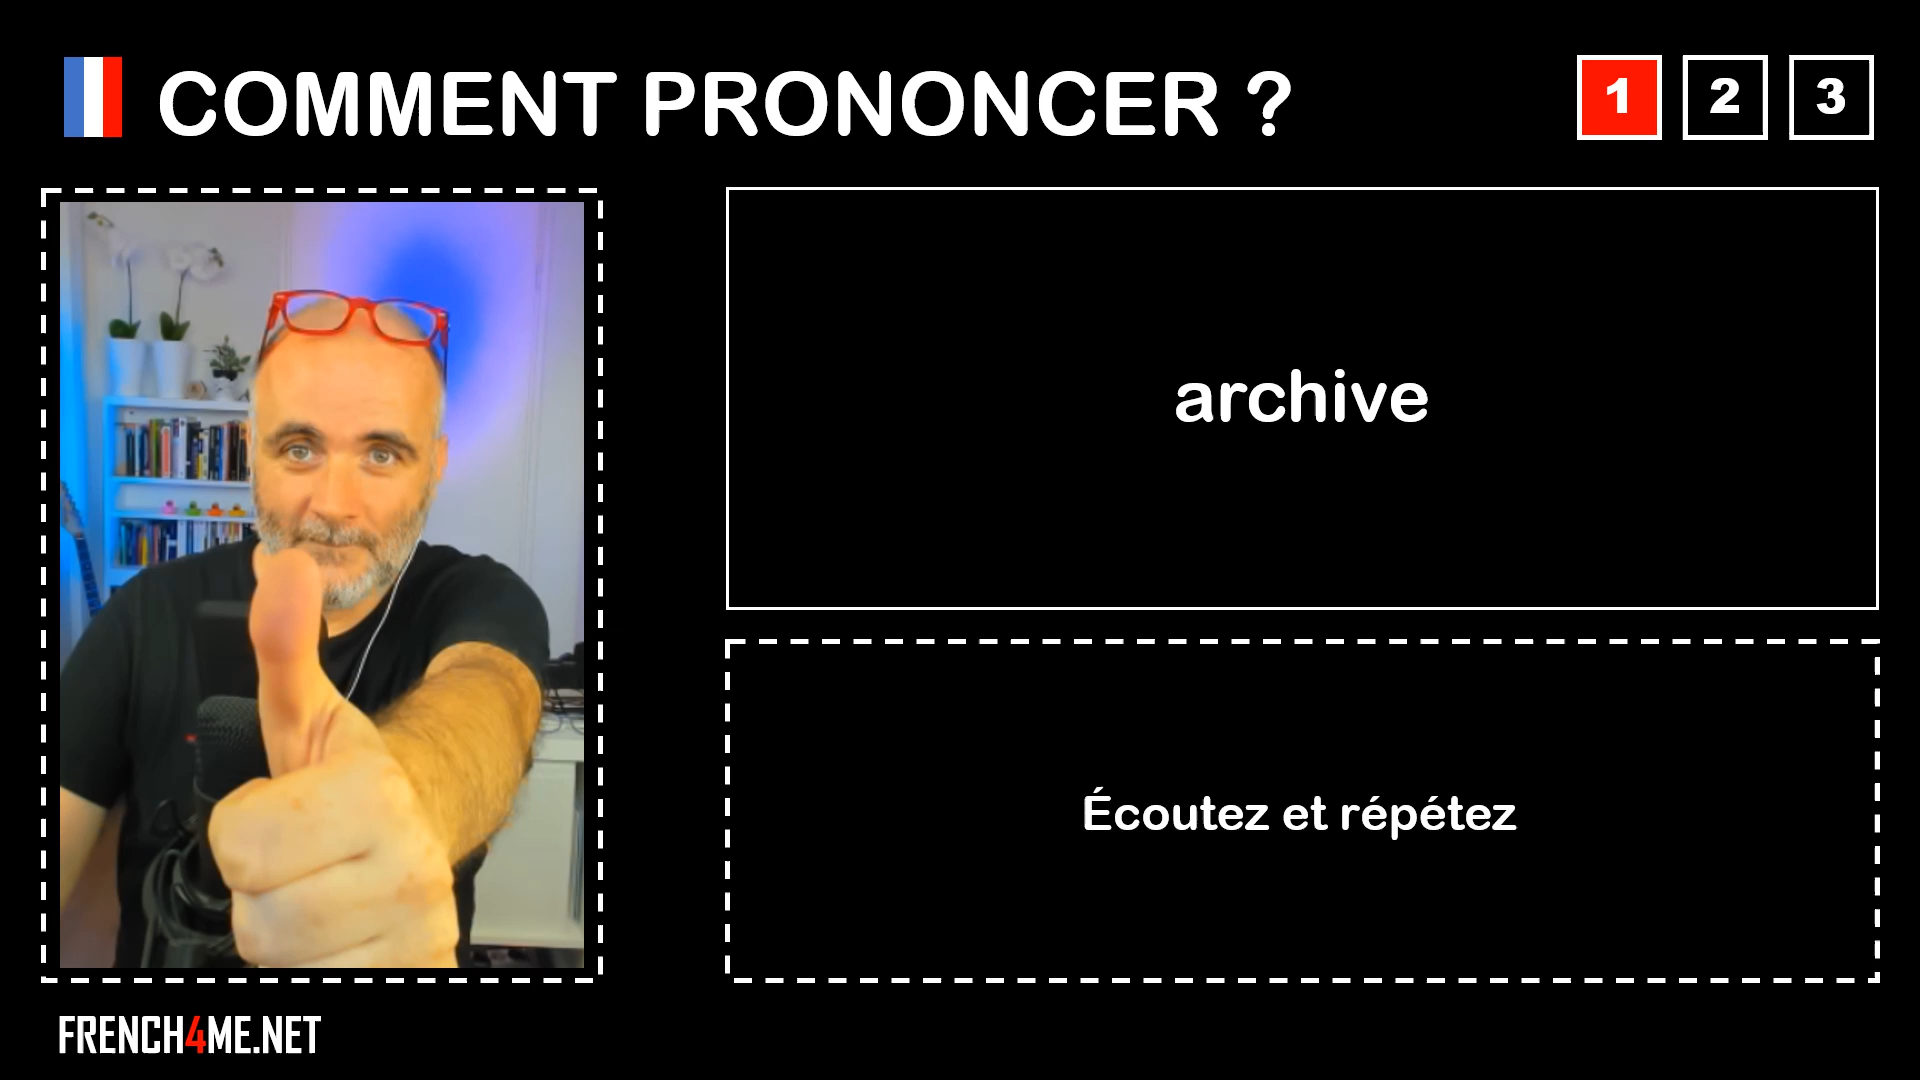 COMMENT PRONONCER ?
1 2 3
archive
Écoutez et répétez
FRENCH4ME.NET